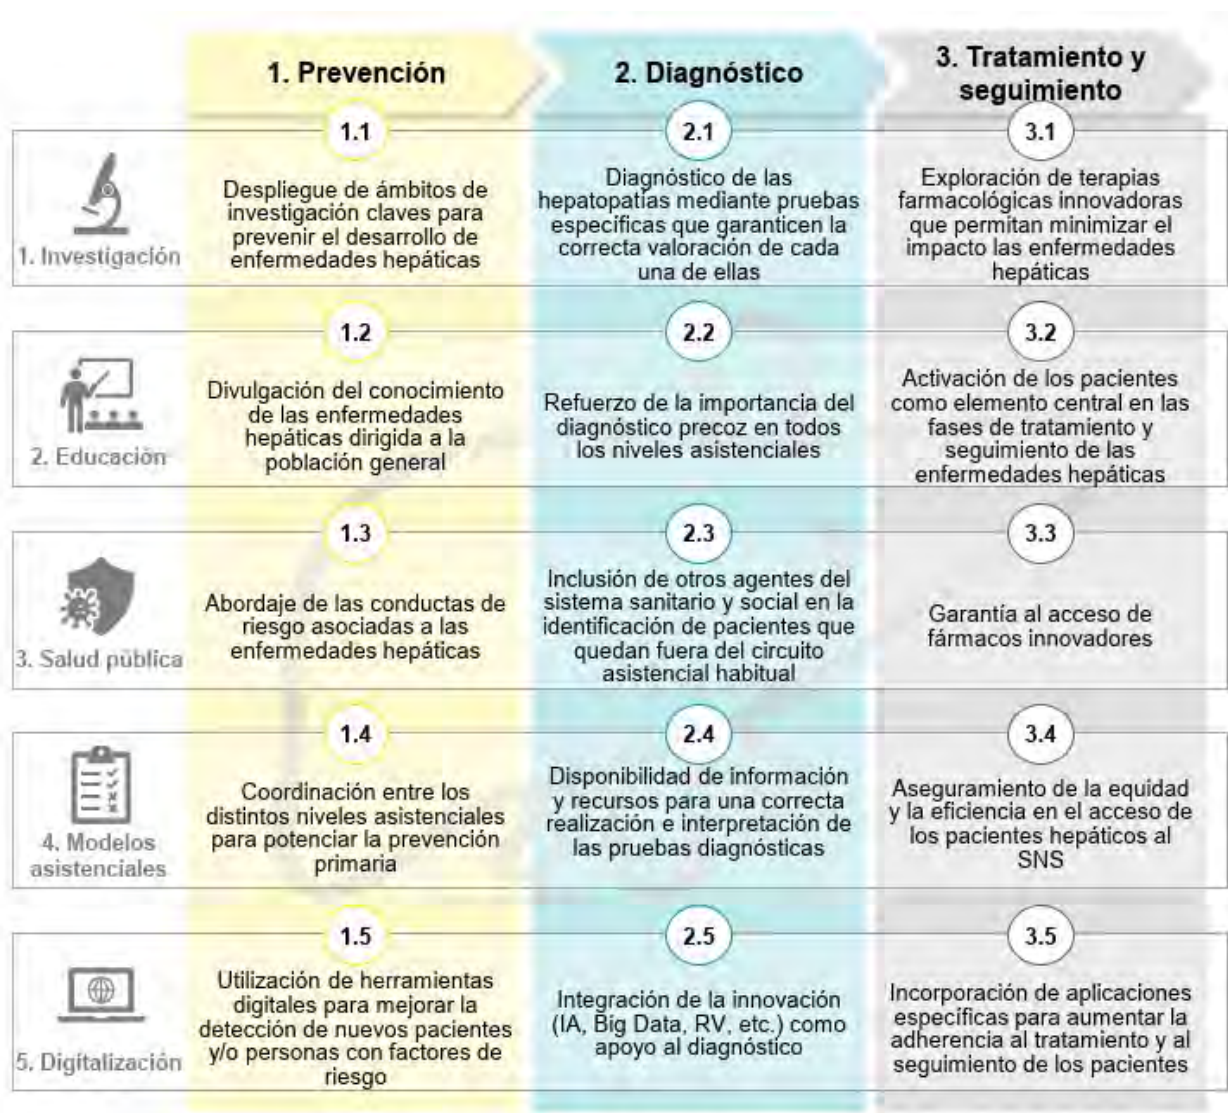 1. Prevención
2. Diagnóstico
3. Tratamiento y
seguimiento
1. Investigación
1.1
Despliegue de ámbitos de
investigación claves para
prevenir el desarrollo de
enfermedades hepáticas
2.1
Diagnóstico de las
hepatopatías mediante pruebas
específicas que garanticen la
correcta valoración de cada
una de ellas
3.1
Exploración de terapias
farmacológicas innovadoras
que permitan minimizar el
impacto las enfermedades
hepáticas
2. Educación
1.2
Divulgación del conocimiento
de las enfermedades
hepáticas dirigida a la
población general
2.2
Refuerzo de la importancia del
diagnóstico precoz en todos
los niveles asistenciales
3.2
Activación de los pacientes
como elemento central en las
fases de tratamiento y
seguimiento de las
enfermedades hepáticas
3. Salud pública
1.3
Abordaje de las conductas de
riesgo asociadas a las
enfermedades hepáticas
2.3
Inclusión de otros agentes del
sistema sanitario y social en la
identificación de pacientes que
quedan fuera del circuito
asistencial habitual
3.3
Garantía al acceso de
fármacos innovadores
4. Modelos
asistenciales
1.4
Coordinación entre los
distintos niveles asistenciales
para potenciar la prevención
primaria
2.4
Disponibilidad de información
y recursos para una correcta
realización e interpretación de
las pruebas diagnósticas
3.4
Aseguramiento de la equidad
y la eficiencia en el acceso de
los pacientes hepáticos al
SNS
5. Digitalización
1.5
Utilización de herramientas
digitales para mejorar la
detección de nuevos pacientes
y/o personas con factores de
riesgo
2.5
Integración de la innovación
(IA, Big Data, RV, etc.) como
apoyo al diagnóstico
3.5
Incorporación de aplicaciones
específicas para aumentar la
adherencia al tratamiento y al
seguimiento de los pacientes